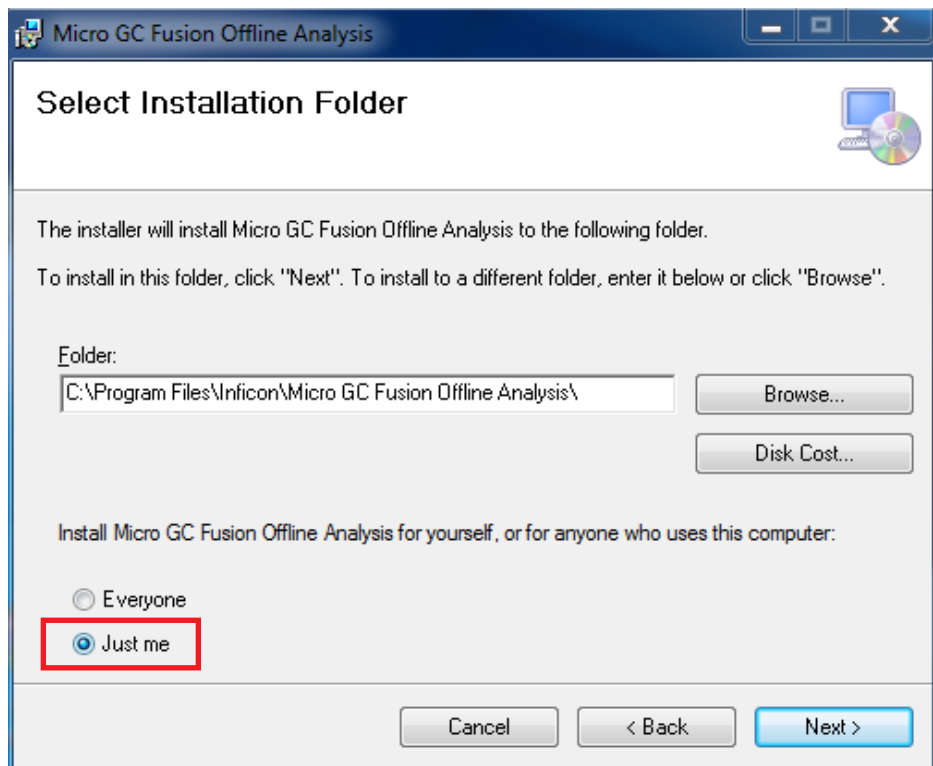 Micro GC Fusion Offline Analysis
Select Installation Folder
The installer will install Micro GC Fusion Offline Analysis to the following folder.
To install in this folder, click "Next". To install to a different folder, enter it below or click "Browse".
Folder:
C:\Program Files\Inficon\Micro GC Fusion Offline Analysis\
Browse...
Disk Cost...
Install Micro GC Fusion Offline Analysis for yourself, or for anyone who uses this computer:
Everyone
Just me
Cancel
< Back
Next >